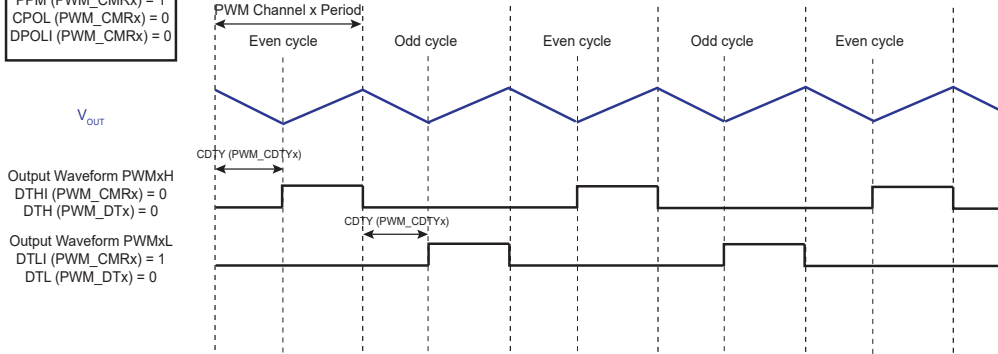 PPM (PWM_CMRx) = 1
CPOL (PWM_CMRx) = 0
DPOLI (PWM_CMRx) = 0
PWM Channel x Period
Even cycle
Odd cycle
Even cycle
Odd cycle
Even cycle
VOUT
CDTY (PWM_CDTYx)
Output Waveform PWMxH
DTHI (PWM_CMRx) = 0
DTH (PWM_DTx) = 0
CDTY (PWM_CDTYx)
Output Waveform PWMxL
DTLI (PWM_CMRx) = 1
DTL (PWM_DTx) = 0